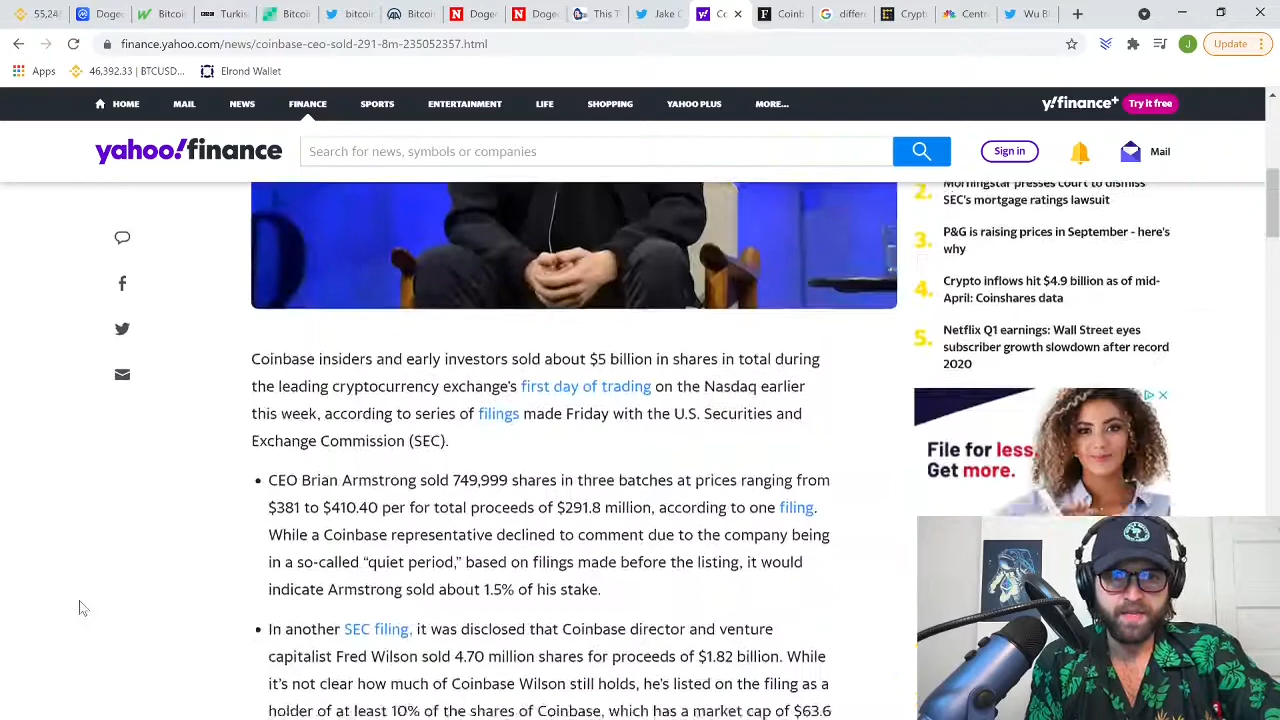 55,24
Doge
Bitcoi
Turkis
Bitcoi
bitcoi
Bitcoi
Doge
Doge
This T
Jake C
Co
Coinb
differe
Crypt
Centr
Wu B
finance.yahoo.com/news/coinbase-ceo-sold-291-8m-235052357.html
J
Update
Apps
46,392.33 | BTCUSD...
Elrond Wallet
HOME
MAIL
NEWS
FINANCE
SPORTS
ENTERTAINMENT
LIFE
SHOPPING
YAHOO PLUS
MORE...
y!finance+
Try it free
yahoo!finance
Search for news, symbols or companies
Sign in
Mail
Coinbase insiders and early investors sold about $5 billion in shares in total during
the leading cryptocurrency exchange's first day of trading on the Nasdaq earlier
this week, according to series of filings made Friday with the U.S. Securities and
Exchange Commission (SEC).
• CEO Brian Armstrong sold 749,999 shares in three batches at prices ranging from
$381 to $410.40 per for total proceeds of $291.8 million, according to one filing.
While a Coinbase representative declined to comment due to the company being
in a so-called “quiet period,” based on filings made before the listing, it would
indicate Armstrong sold about 1.5% of his stake.
• In another SEC filing, it was disclosed that Coinbase director and venture
capitalist Fred Wilson sold 4.70 million shares for proceeds of $1.82 billion. While
it's not clear how much of Coinbase Wilson still holds, he's listed on the filing as a
holder of at least 10% of the shares of Coinbase, which has a market cap of $63.6
2. Morningstar presses court to dismiss
SEC's mortgage ratings lawsuit
3. P&G is raising prices in September - here's
why
4. Crypto inflows hit $4.9 billion as of mid-
April: Coinshares data
5. Netflix Q1 earnings: Wall Street eyes
subscriber growth slowdown after record
2020
File for less.
Get more.